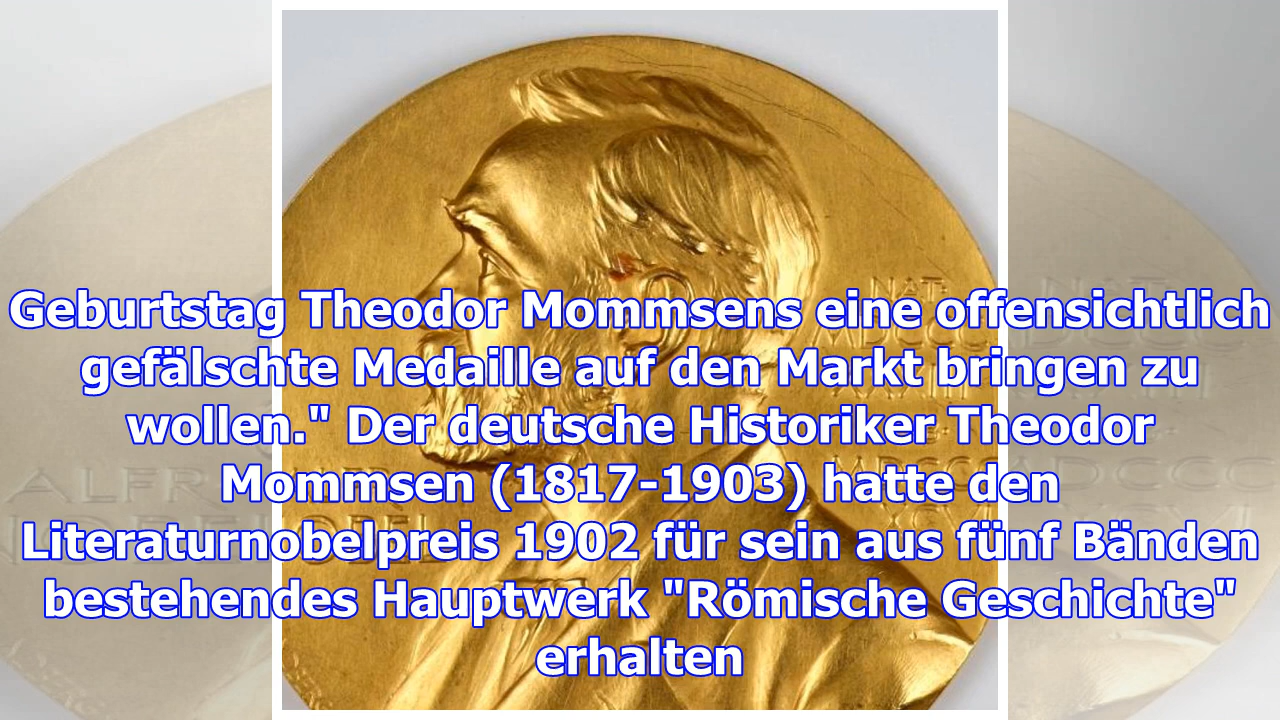 Geburtstag Theodor Mommsens eine offensichtlich
gefälschte Medaille auf den Markt bringen zu
wollen." Der deutsche Historiker Theodor
Mommsen (1817-1903) hatte den
Literaturnobelpreis 1902 für sein aus fünf Bänden
bestehendes Hauptwerk "Römische Geschichte"
erhalten
NAT: